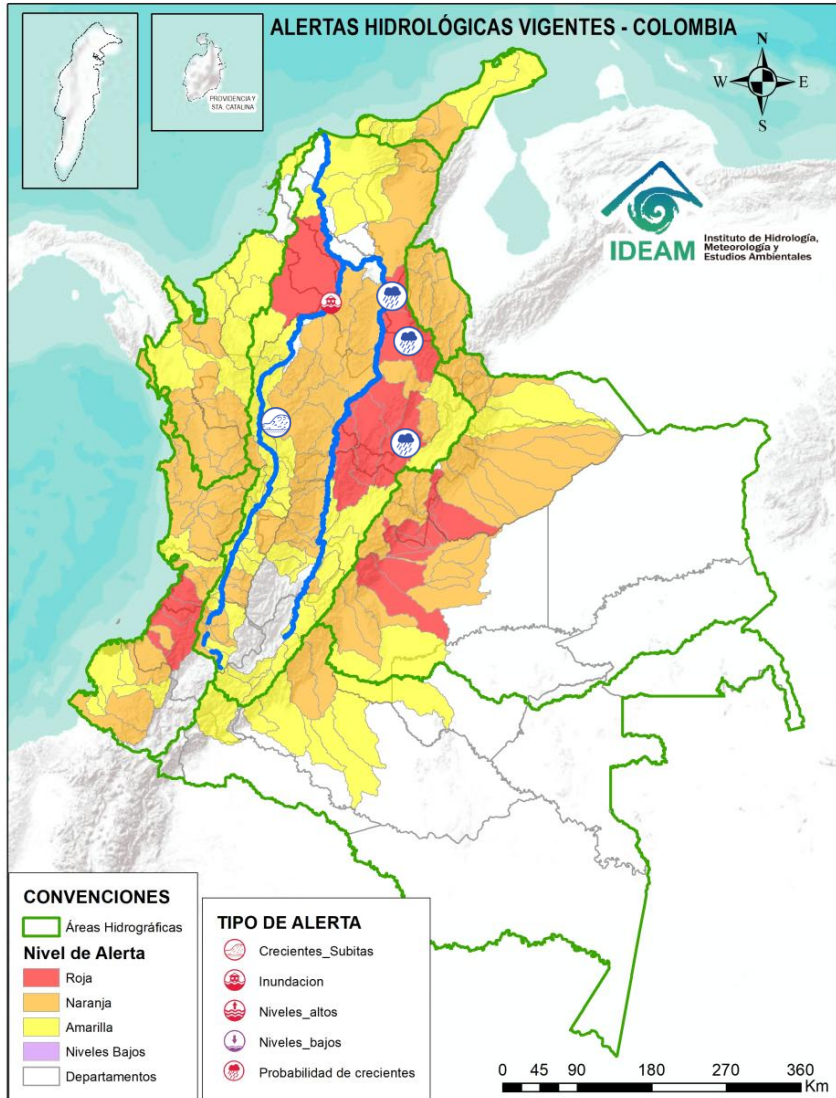 ALERTAS HIDROLÓGICAS VIGENTES - COLOMBIA
PROVIDENCIA Y
STA. CATALINA
N
W
E
S
IDEAM
Instituto de Hidrología,
Meteorología y
Estudios Ambientales
CONVENCIONES
Áreas Hidrográficas
Nivel de Alerta
Roja
Naranja
Amarilla
Niveles Bajos
Departamentos
TIPO DE ALERTA
Crecientes_Subitas
Inundacion
Niveles_altos
Niveles_bajos
Probabilidad de crecientes
0 45 90 180 270 360
Km